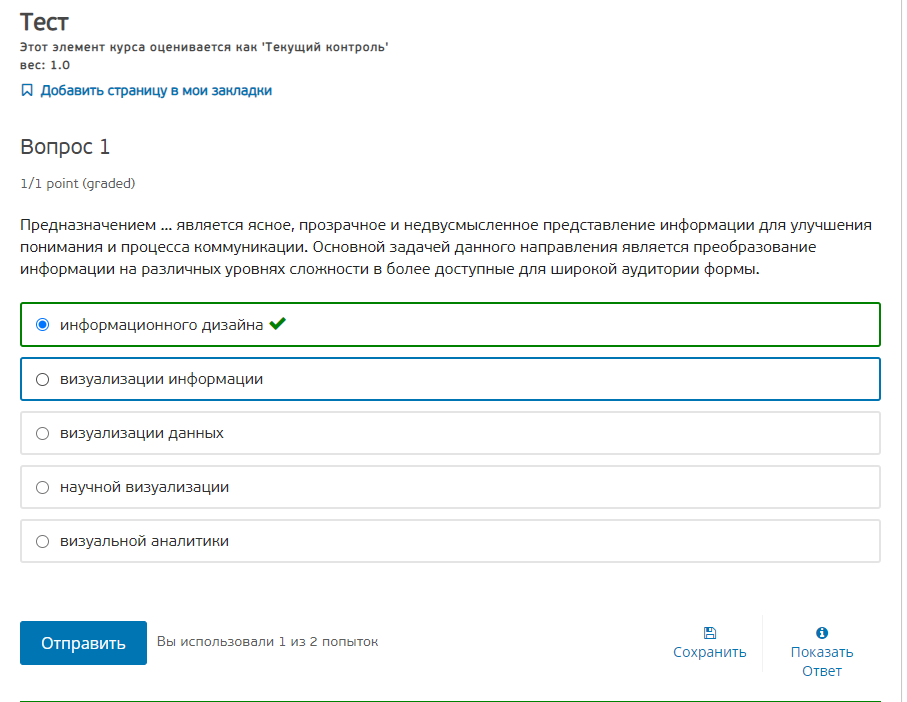 Тест
Этот элемент курса оценивается как 'Текущий контроль'
вес: 1.0
Добавить страницу в мои закладки
Вопрос 1
1/1 point (graded)
Предназначением ... является ясное, прозрачное и недвусмысленное представление информации для улучшения
понимания и процесса коммуникации. Основной задачей данного направления является преобразование
информации на различных уровнях сложности в более доступные для широкой аудитории формы.
информационного дизайна
визуализации информации
визуализации данных
научной визуализации
визуальной аналитики
Отправить
Вы использовали 1 из 2 попыток
Сохранить
Показать
Ответ